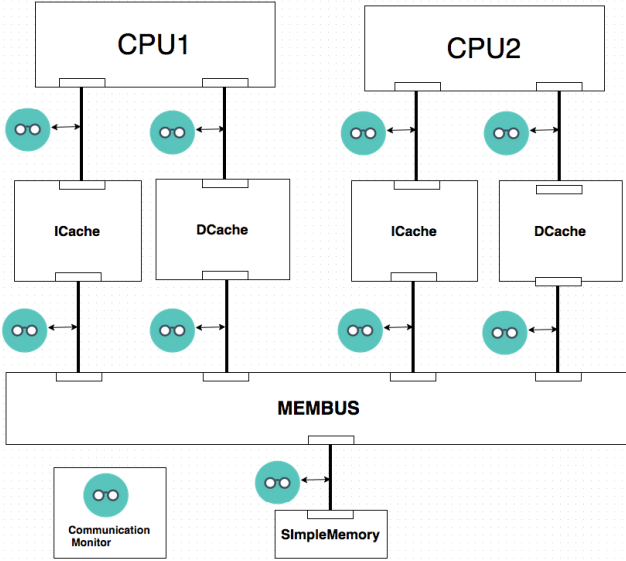 CPU1
CPU2
ICache
DCache
ICache
DCache
MEMBUS
Communication
Monitor
SImpleMemory